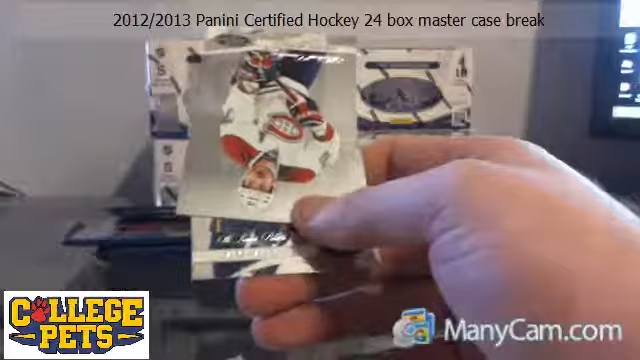 2012/2013 Panini Certified Hockey 24 box master case break
COLLEGE
PETS
ManyCam.com